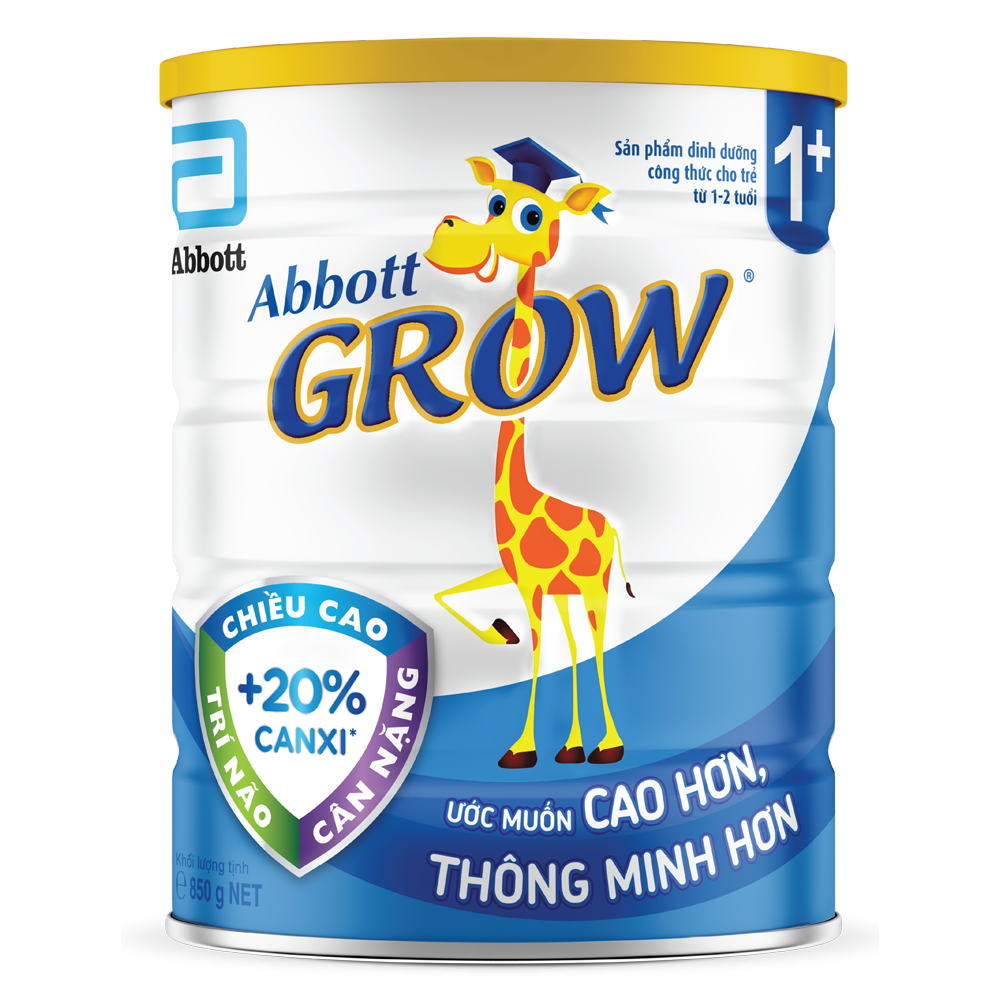 Abbott
Sản phẩm dinh dưỡng
công thức cho trẻ
từ 1-2 tuổi
1+
Abbott
GROW®
CHIỀU CAO
TRÍ NÃO
CÂN NẶNG
+20%
CANXI*
ƯỚC MUỐN CAO HƠN,
THÔNG MINH HƠN
Khối lượng tịnh
℮ 850 g NET